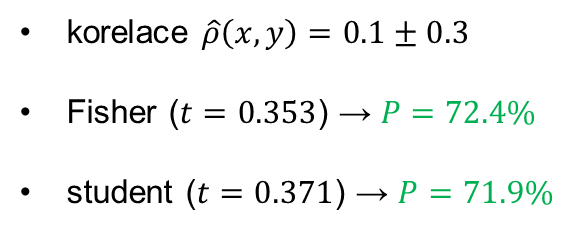 • korelace ρ̂(x, y) = 0.1 ± 0.3
• Fisher (t = 0.353) → P = 72.4%
• student (t = 0.371) → P = 71.9%